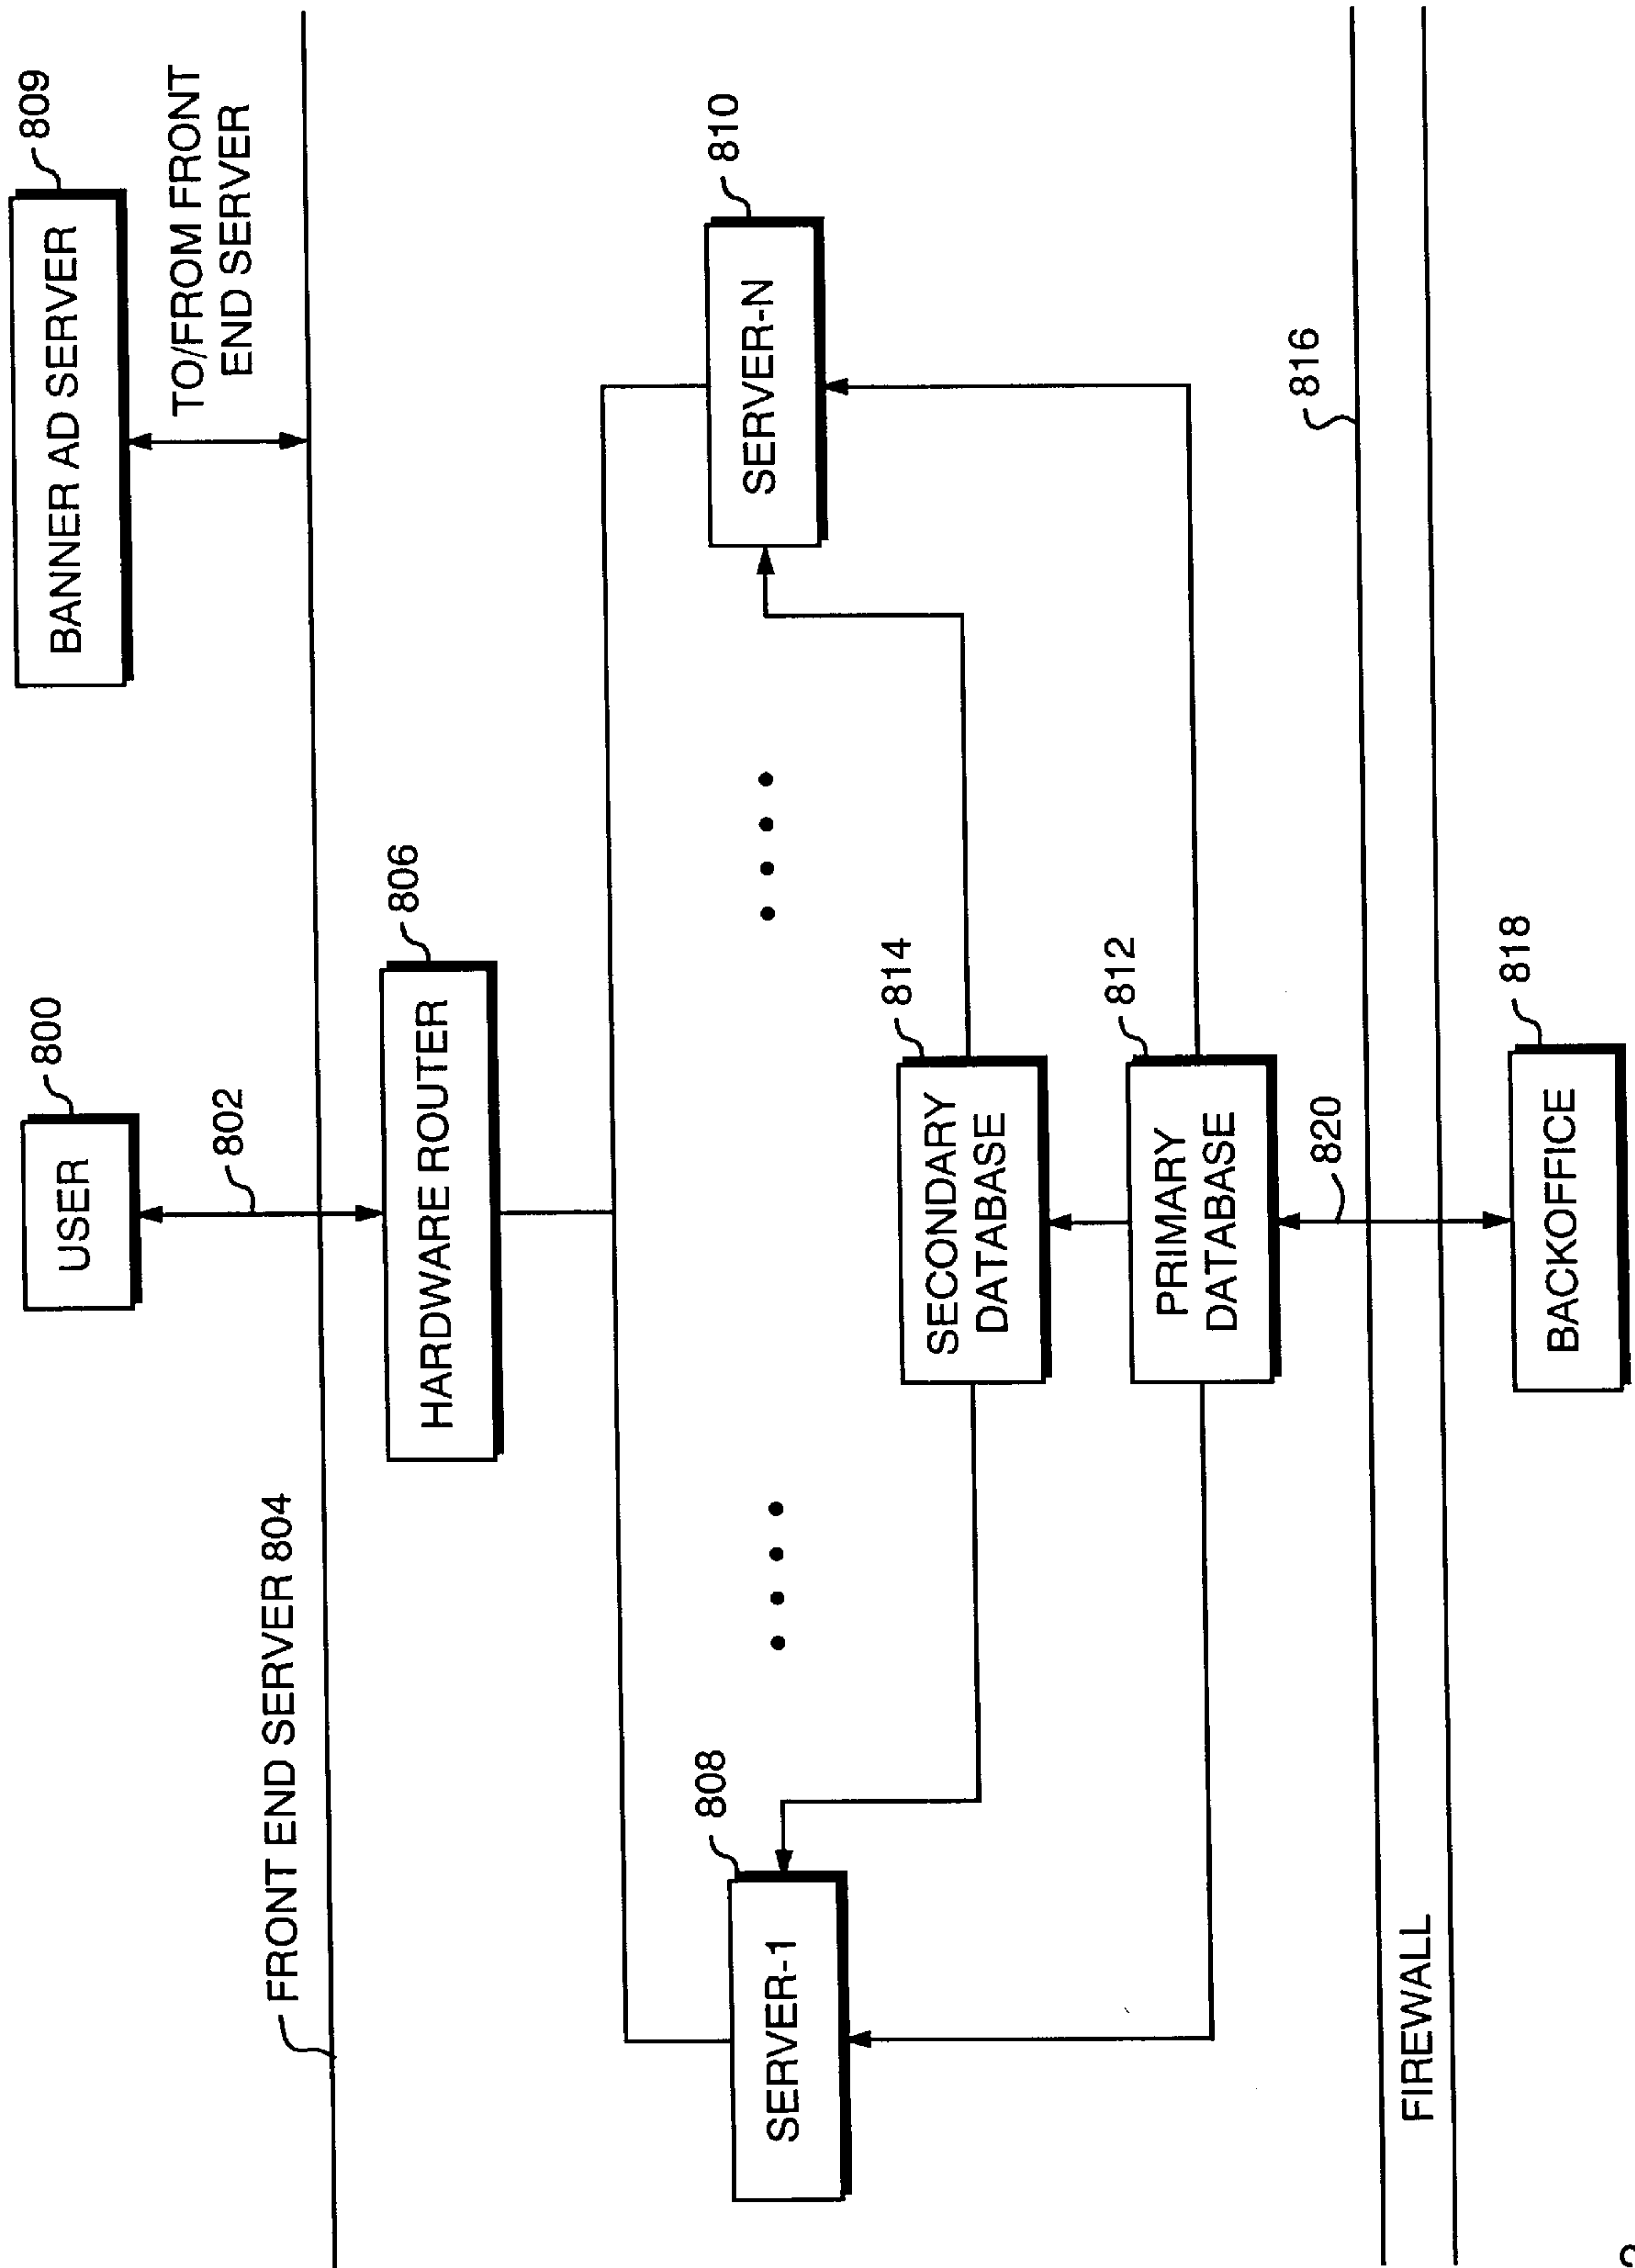 USER
800
BANNER AD SERVER
809
802
TO/FROM FRONT
END SERVER
FRONT END SERVER 804
HARDWARE ROUTER
806
SERVER-1
808
SERVER-N
810
SECONDARY
DATABASE
814
PRIMARY
DATABASE
812
820
816
FIREWALL
BACKOFFICE
818